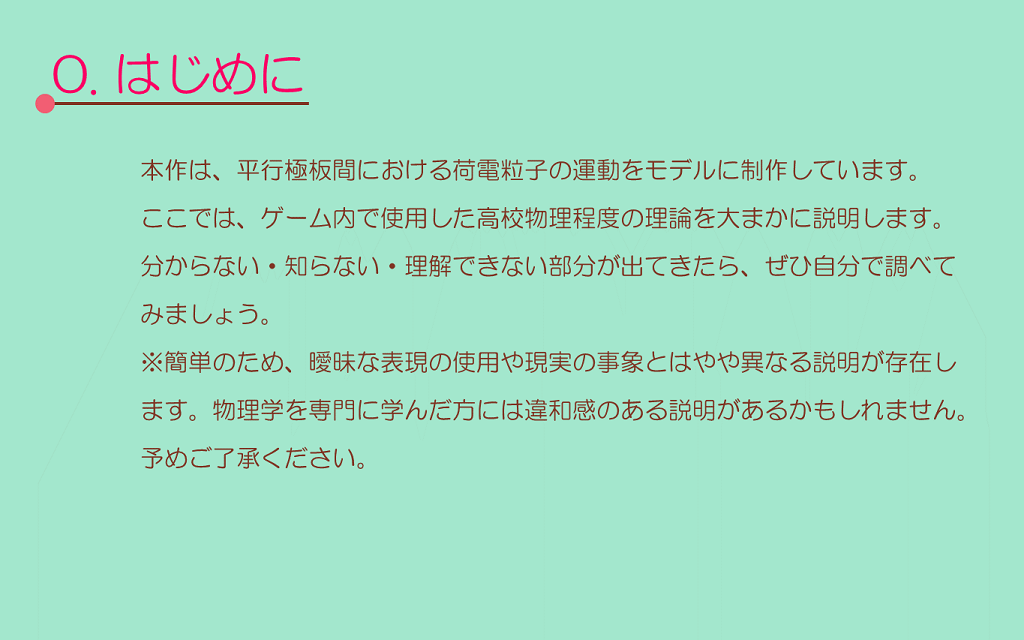 0. はじめに
本作は、平行極板間における荷電粒子の運動をモデルに制作しています。
ここでは、ゲーム内で使用した高校物理程度の理論を大まかに説明します。
分からない・知らない・理解できない部分が出てきたら、ぜひ自分で調べて
みましょう。
※簡単のため、曖昧な表現の使用や現実の事象とはやや異なる説明が存在し
ます。物理学を専門に学んだ方には違和感のある説明があるかもしれません。
予めご了承ください。